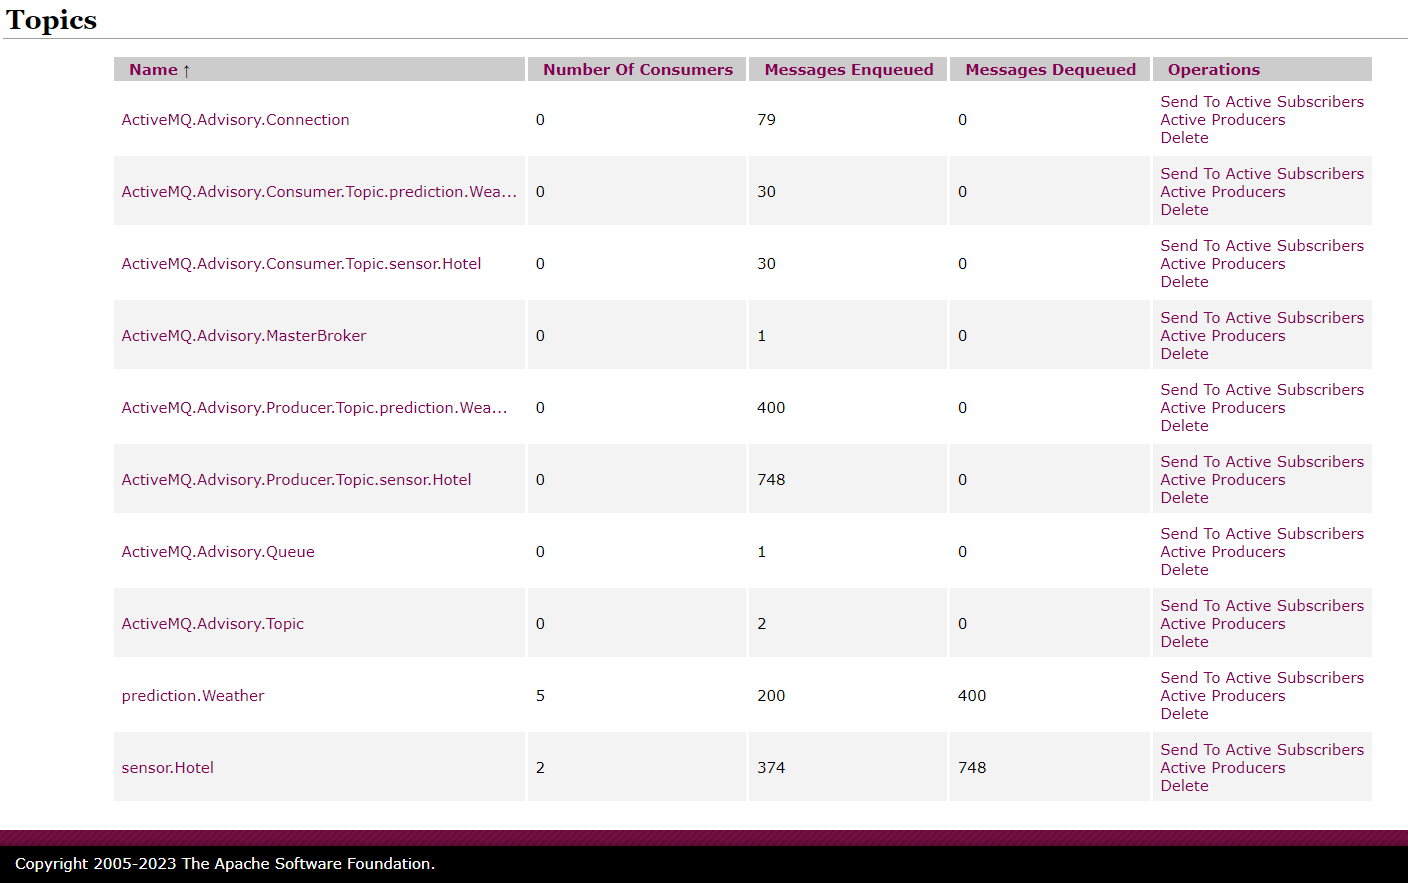 Topics
Name ↑ Number Of Consumers Messages Enqueued Messages Dequeued Operations
ActiveMQ.Advisory.Connection 0 79 0 Send To Active Subscribers
Active Producers
Delete
ActiveMQ.Advisory.Consumer.Topic.prediction.Wea... 0 30 0 Send To Active Subscribers
Active Producers
Delete
ActiveMQ.Advisory.Consumer.Topic.sensor.Hotel 0 30 0 Send To Active Subscribers
Active Producers
Delete
ActiveMQ.Advisory.MasterBroker 0 1 0 Send To Active Subscribers
Active Producers
Delete
ActiveMQ.Advisory.Producer.Topic.prediction.Wea... 0 400 0 Send To Active Subscribers
Active Producers
Delete
ActiveMQ.Advisory.Producer.Topic.sensor.Hotel 0 748 0 Send To Active Subscribers
Active Producers
Delete
ActiveMQ.Advisory.Queue 0 1 0 Send To Active Subscribers
Active Producers
Delete
ActiveMQ.Advisory.Topic 0 2 0 Send To Active Subscribers
Active Producers
Delete
prediction.Weather 5 200 400 Send To Active Subscribers
Active Producers
Delete
sensor.Hotel 2 374 748 Send To Active Subscribers
Active Producers
Delete
Copyright 2005-2023 The Apache Software Foundation.